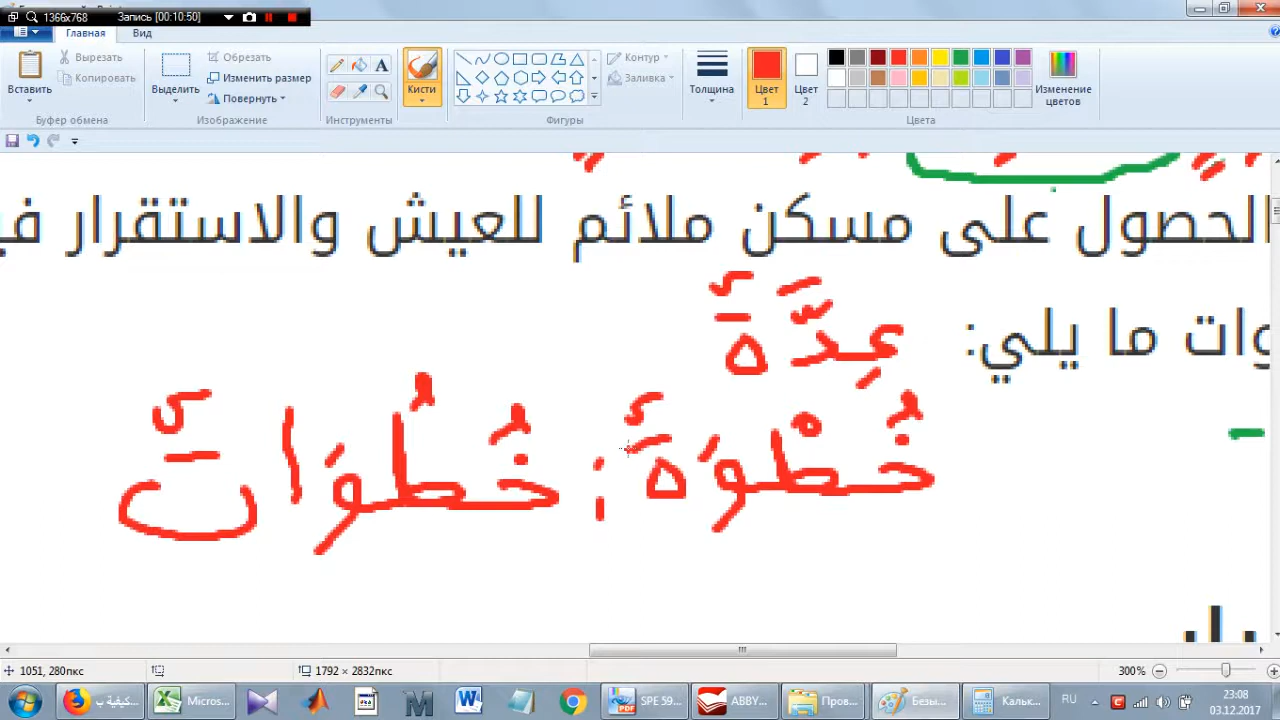 1366x768 Запись [00:10:50]
Главная Вид
Вставить Вырезать Копировать
Буфер обмена
Выделить Обрезать Изменить размер Повернуть
Изображение
Инструменты
Кисти
Контур Заливка
Фигуры
Толщина
Цвет 1 Цвет 2
Изменение цветов
Цвета
الحصول على مسكن ملائم للعيش والاستقرار في
وات ما يلي:
عِدَّةٌ
خُطْوَةٌ: خُطُوَاتٌ
1051, 280пкс 1792 × 2832пкс 300%
كيفية ب... Micros... W SPE 59... ABBY... Пров... Безы... Кальк... RU 23:08
03.12.2017